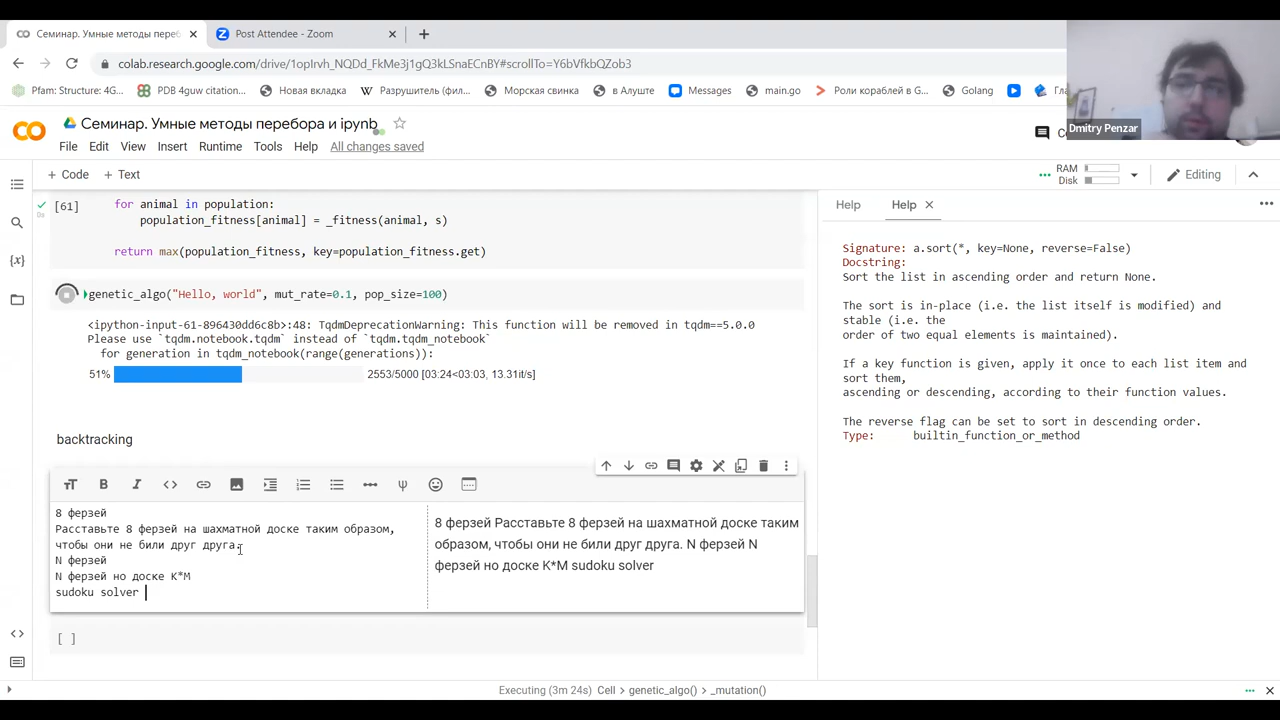 Семинар. Умные методы переб
Post Attendee - Zoom
colab.research.google.com/drive/1opIrvh_NQDd_FkMe3j1gQ3kLSnaECnBY#scrollTo=Y6bVfkbQZob3
Pfam: Structure: 4G...
PDB 4guw citation...
Новая вкладка
Разрушитель (фил...
Морская свинка
в Алуште
Messages
main.go
Роли кораблей в G...
Golang
Dmitry Penzar
Семинар. Умные методы перебора и ipynb
File Edit View Insert Runtime Tools Help All changes saved
+ Code + Text
RAM
Disk
Editing
[61]
for animal in population:
population_fitness[animal] = _fitness(animal, s)
return max(population_fitness, key=population_fitness.get)
genetic_algo("Hello, world", mut_rate=0.1, pop_size=100)
<ipython-input-61-896430dd6c8b>:48: TqdmDeprecationWarning: This function will be removed in tqdm==5.0.0
Please use `tqdm.notebook.tqdm` instead of `tqdm.tqdm_notebook`
for generation in tqdm_notebook(range(generations)):
51% 2553/5000 [03:24<03:03, 13.31it/s]
backtracking
8 ферзей
Расставьте 8 ферзей на шахматной доске таким образом,
чтобы они не били друг друга.
N ферзей
N ферзей но доске K*M
sudoku solver
8 ферзей Расставьте 8 ферзей на шахматной доске таким
образом, чтобы они не били друг друга. N ферзей N
ферзей но доске K*M sudoku solver
[ ]
Help Help
Signature: a.sort(*, key=None, reverse=False)
Docstring:
Sort the list in ascending order and return None.
The sort is in-place (i.e. the list itself is modified) and
stable (i.e. the
order of two equal elements is maintained).
If a key function is given, apply it once to each list item and
sort them,
ascending or descending, according to their function values.
The reverse flag can be set to sort in descending order.
Type: builtin_function_or_method
Executing (3m 24s) Cell > genetic_algo() > _mutation()